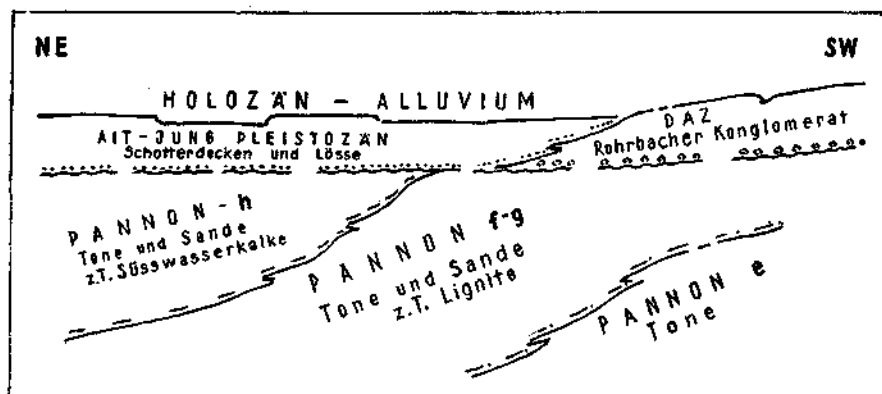 NE
SW
HOLOZÄN - ALLUVIUM
AIT-JUNG PLEISTOZÄN
Schotterdecken und Lösse
DAZ
Rohrbacher Konglomerat
PANNON - h
Tone und Sande
z.T. Süsswasserkalke
PANNON f-g
Tone und Sande
z.T. Lignite
PANNON e
Tone